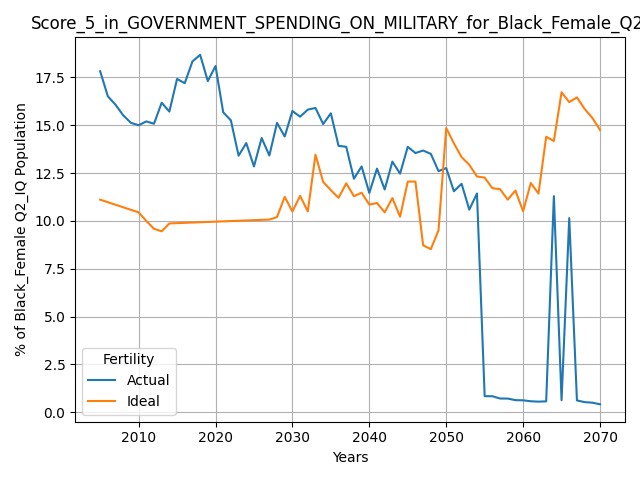 Score_5_in_GOVERNMENT_SPENDING_ON_MILITARY_for_Black_Female_Q2
% of Black_Female Q2_IQ Population
17.5
15.0
12.5
10.0
7.5
5.0
2.5
0.0
Fertility
Actual
Ideal
2010 2020 2030 2040 2050 2060 2070
Years